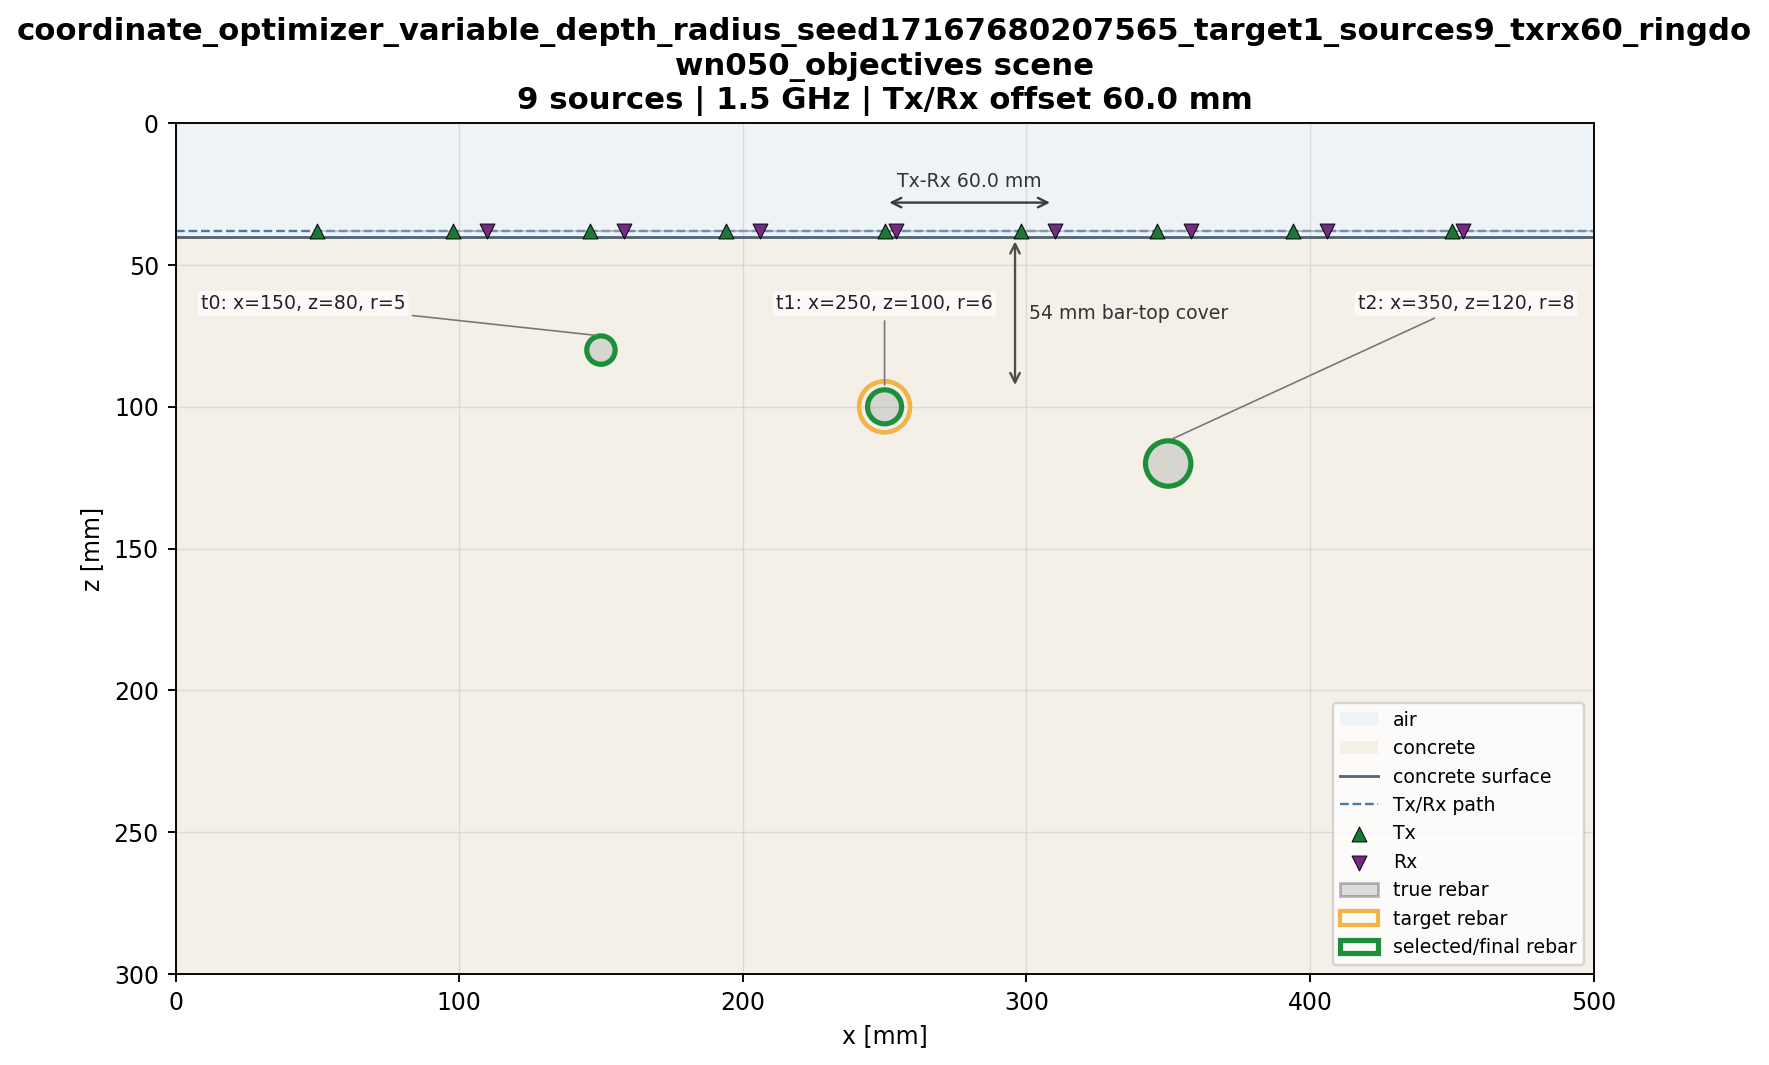 coordinate_optimizer_variable_depth_radius_seed17167680207565_target1_sources9_txrx60_ringdo
wn050_objectives scene
9 sources | 1.5 GHz | Tx/Rx offset 60.0 mm
0
Tx-Rx 60.0 mm
50
t0: x=150, z=80, r=5
t1: x=250, z=100, r=6
t2: x=350, z=120, r=8
54 mm bar-top cover
100
z [mm]
150
200
250
300
air
concrete
concrete surface
Tx/Rx path
Tx
Rx
true rebar
target rebar
selected/final rebar
0
100
200
300
400
500
x [mm]